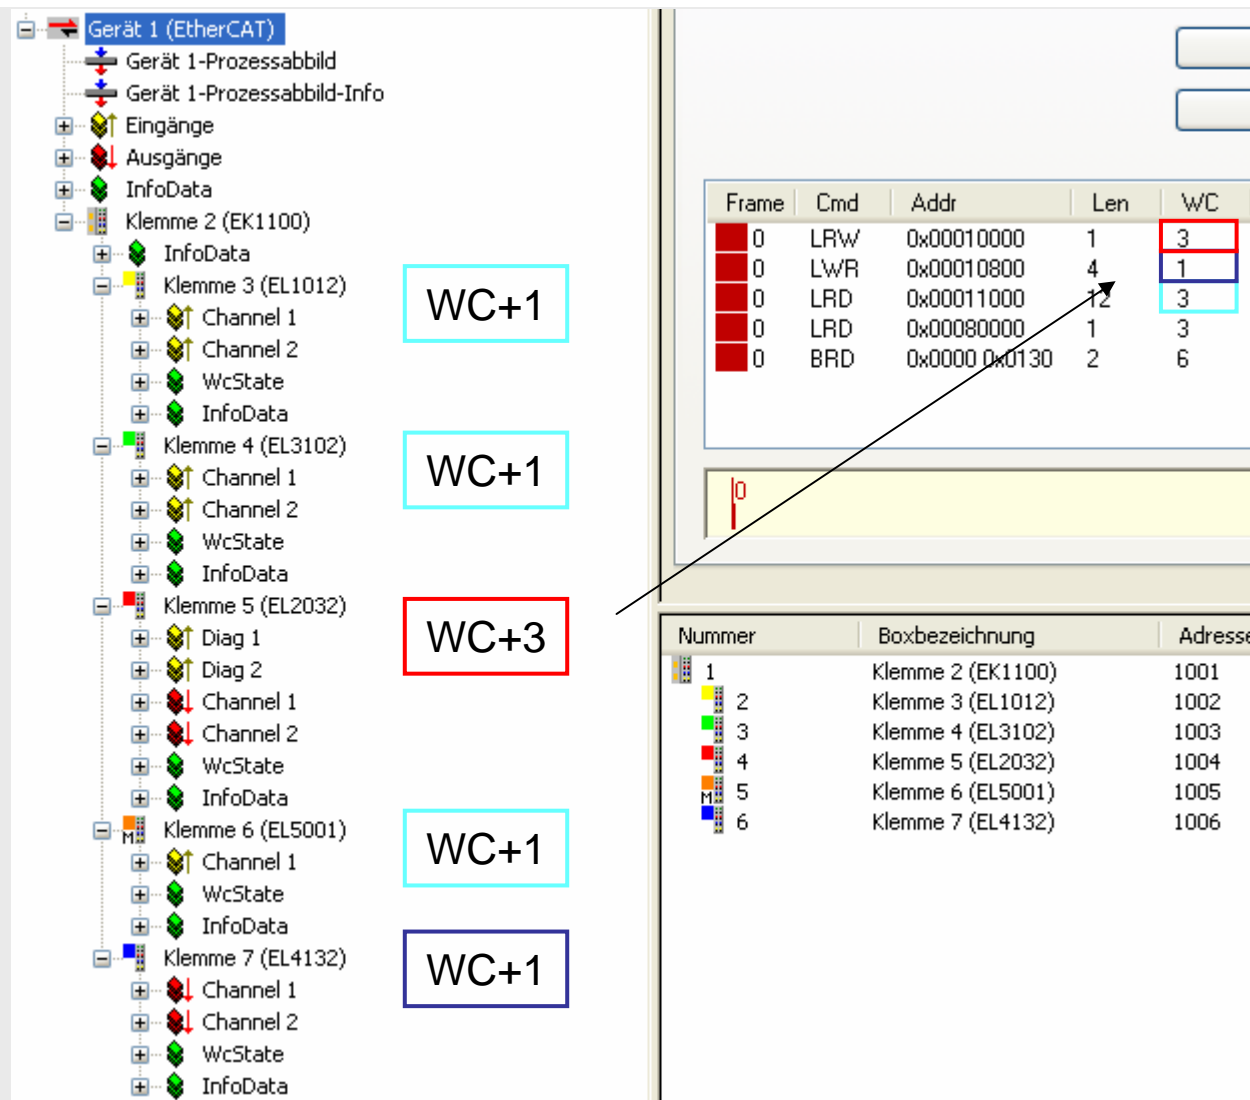 Gerät 1 (EtherCAT)
Gerät 1-Prozessabbild
Gerät 1-Prozessabbild-Info
Eingänge
Ausgänge
InfoData
Klemme 2 (EK1100)
InfoData
Klemme 3 (EL1012)
Channel 1
Channel 2
WcState
InfoData
Klemme 4 (EL3102)
Channel 1
Channel 2
WcState
InfoData
Klemme 5 (EL2032)
Diag 1
Diag 2
Channel 1
Channel 2
WcState
InfoData
Klemme 6 (EL5001)
Channel 1
WcState
InfoData
Klemme 7 (EL4132)
Channel 1
Channel 2
WcState
InfoData
WC+1
WC+1
WC+3
WC+1
WC+1
Frame Cmd Addr Len WC
0 LRW 0x00010000 1 3
0 LWR 0x00010800 4 1
0 LRD 0x00011000 12 3
0 LRD 0x00080000 1 3
0 BRD 0x0000 0x0130 2 6
0
Nummer Boxbezeichnung Adresse
1 Klemme 2 (EK1100) 1001
2 Klemme 3 (EL1012) 1002
3 Klemme 4 (EL3102) 1003
4 Klemme 5 (EL2032) 1004
M 5 Klemme 6 (EL5001) 1005
6 Klemme 7 (EL4132) 1006